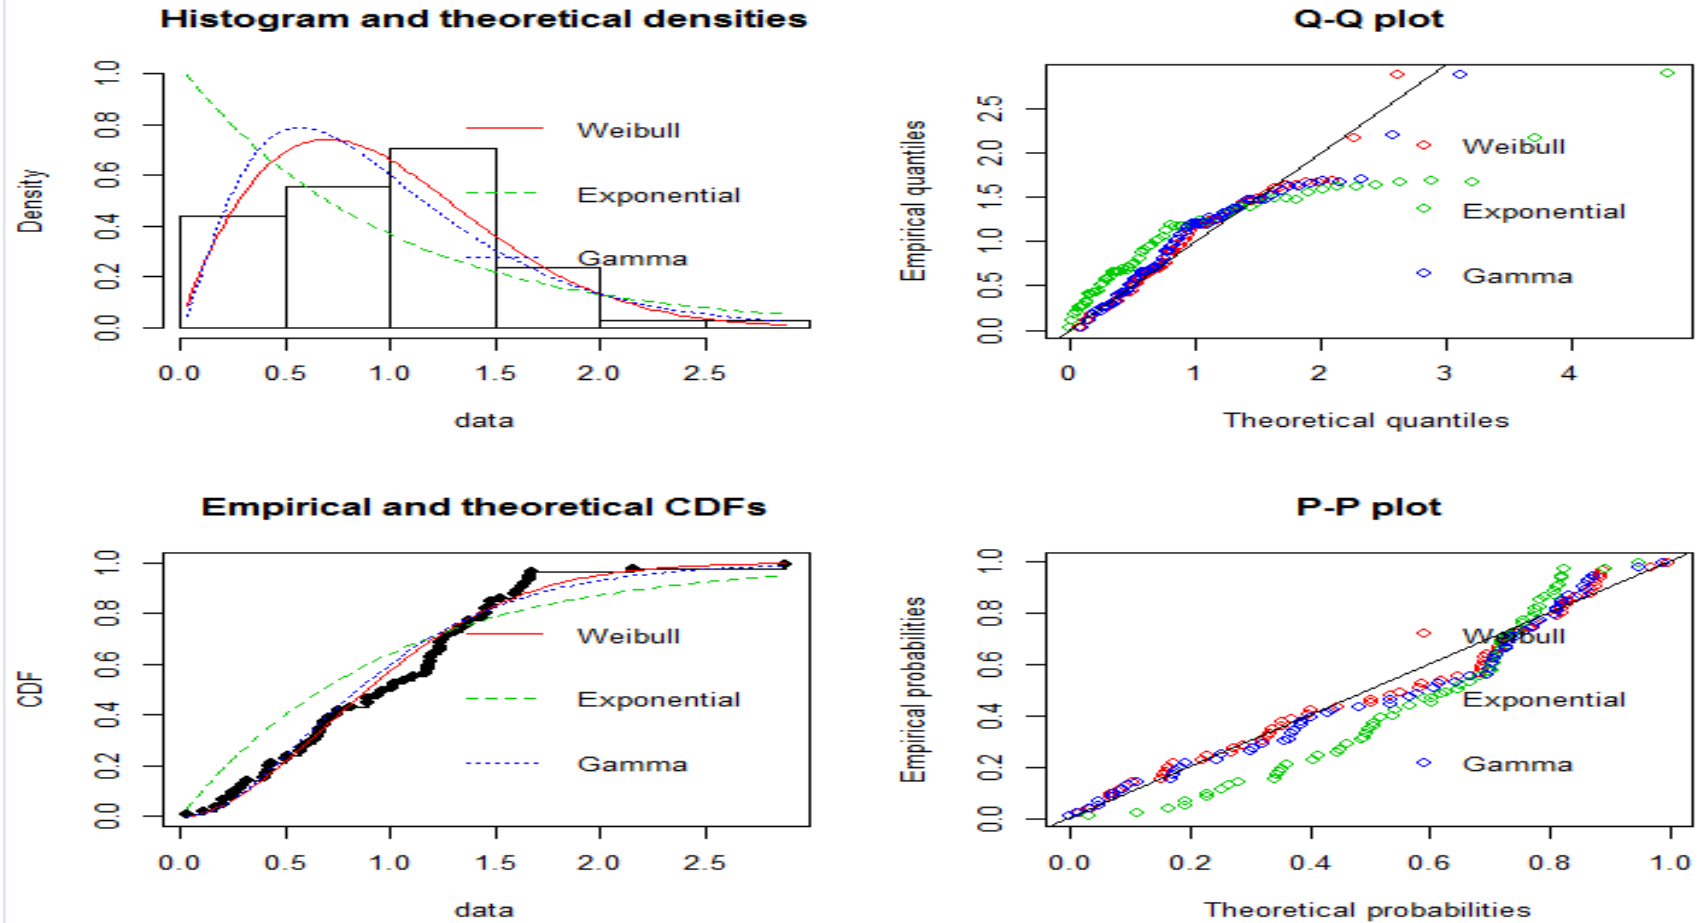 Histogram and theoretical densities
Density
1.0
0.8
0.6
0.4
0.2
0.0
Weibull
Exponential
Gamma
0.0 0.5 1.0 1.5 2.0 2.5
data
Q-Q plot
Empirical quantiles
2.5
2.0
1.5
1.0
0.5
0.0
Weibull
Exponential
Gamma
0 1 2 3 4
Theoretical quantiles
Empirical and theoretical CDFs
CDF
1.0
0.8
0.6
0.4
0.2
0.0
Weibull
Exponential
Gamma
0.0 0.5 1.0 1.5 2.0 2.5
data
P-P plot
Empirical probabilities
1.0
0.8
0.6
0.4
0.2
0.0
Weibull
Exponential
Gamma
0.0 0.2 0.4 0.6 0.8 1.0
Theoretical probabilities